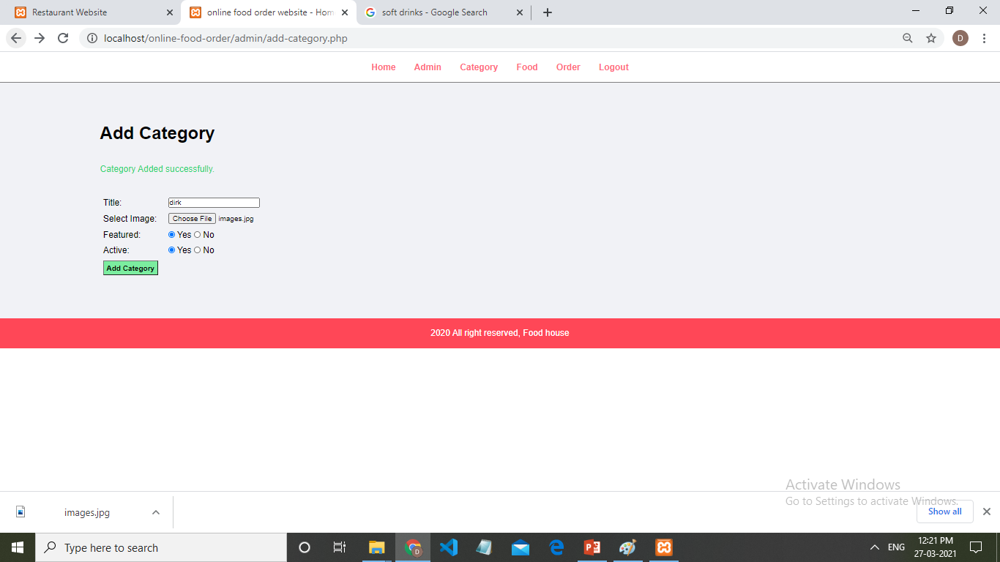 Restaurant Website
online food order website - Hom
soft drinks - Google Search
localhost/online-food-order/admin/add-category.php
D
Home Admin Category Food Order Logout
Add Category
Category Added successfully.
Title: dirk
Select Image: Choose File images.jpg
Featured: Yes No
Active: Yes No
Add Category
2020 All right reserved, Food house
Activate Windows
Go to Settings to activate Windows.
images.jpg
Show all
Type here to search
D
ENG
12:21 PM
27-03-2021